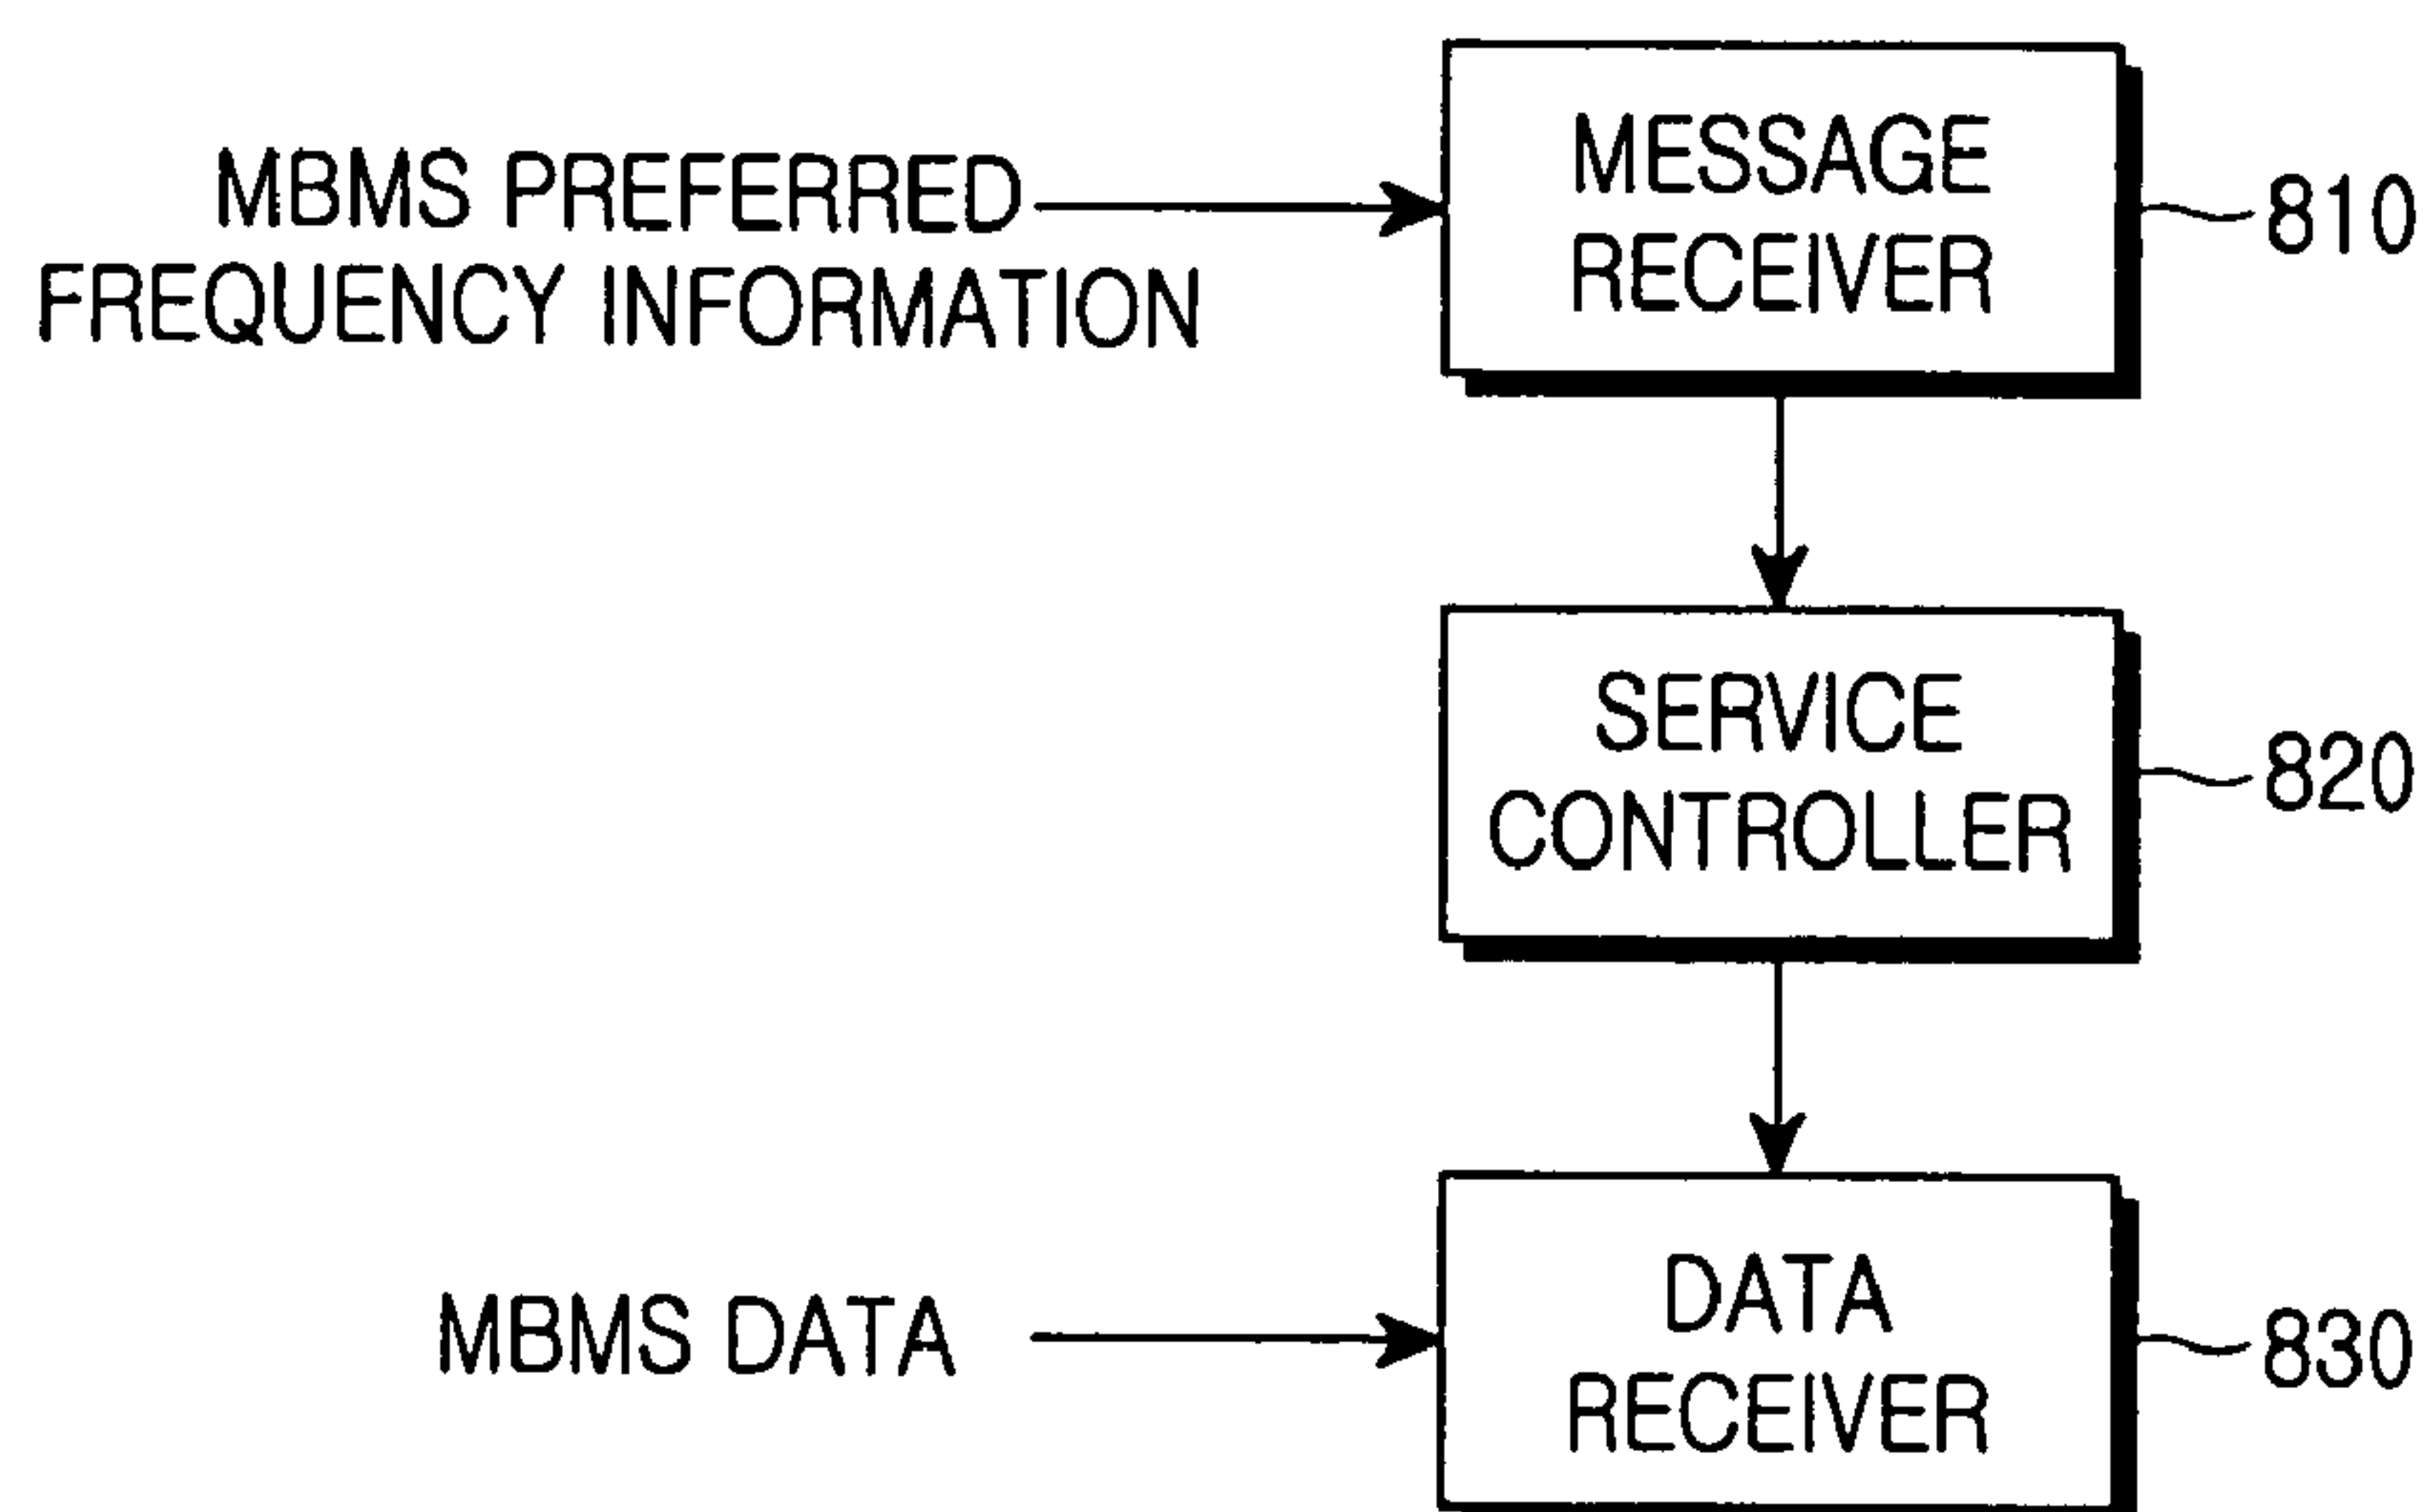 MESSAGE
MBMS PREFERRED
810
RECEIVER
FREQUENCY INFORMATION
SERVICE
820
CONTROLLER
DATA
MBMS DATA
830
RECEIVER